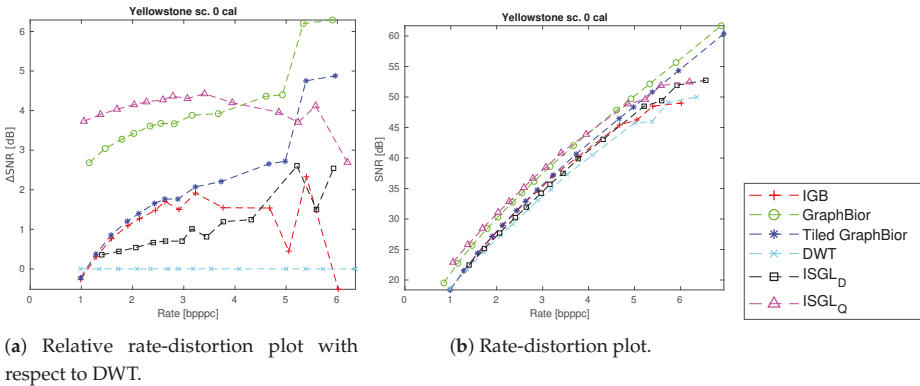 Yellowstone sc. 0 cal
6
5
4
3
2
1
0
ΔSNR [dB]
0 1 2 3 4 5 6
Rate [bpppc]
(a) Relative rate-distortion plot with
respect to DWT.
Yellowstone sc. 0 cal
60
55
50
45
40
35
30
25
20
SNR [dB]
0 1 2 3 4 5 6
Rate [bpppc]
(b) Rate-distortion plot.
IGB
GraphBior
Tiled GraphBior
DWT
ISGL_D
ISGL_Q